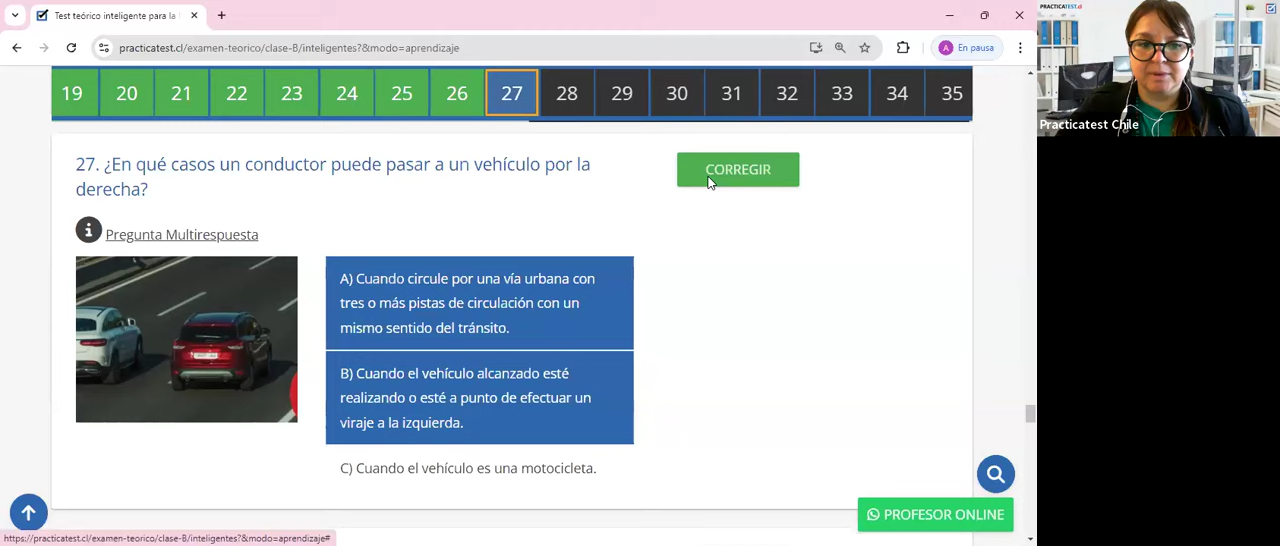 Test teórico inteligente para la
practicatest.cl/examen-teorico/clase-B/inteligentes?&modo=aprendizaje
A
En pausa
PRACTICATEST.CL
Practicatest Chile
19 20 21 22 23 24 25 26 27 28 29 30 31 32 33 34 35
27. ¿En qué casos un conductor puede pasar a un vehículo por la
derecha?
CORREGIR
Pregunta Multirespuesta
A) Cuando circule por una vía urbana con
tres o más pistas de circulación con un
mismo sentido del tránsito.
B) Cuando el vehículo alcanzado esté
realizando o esté a punto de efectuar un
viraje a la izquierda.
C) Cuando el vehículo es una motocicleta.
PROFESOR ONLINE
https://practicatest.cl/examen-teorico/clase-B/inteligentes?&modo=aprendizaje#